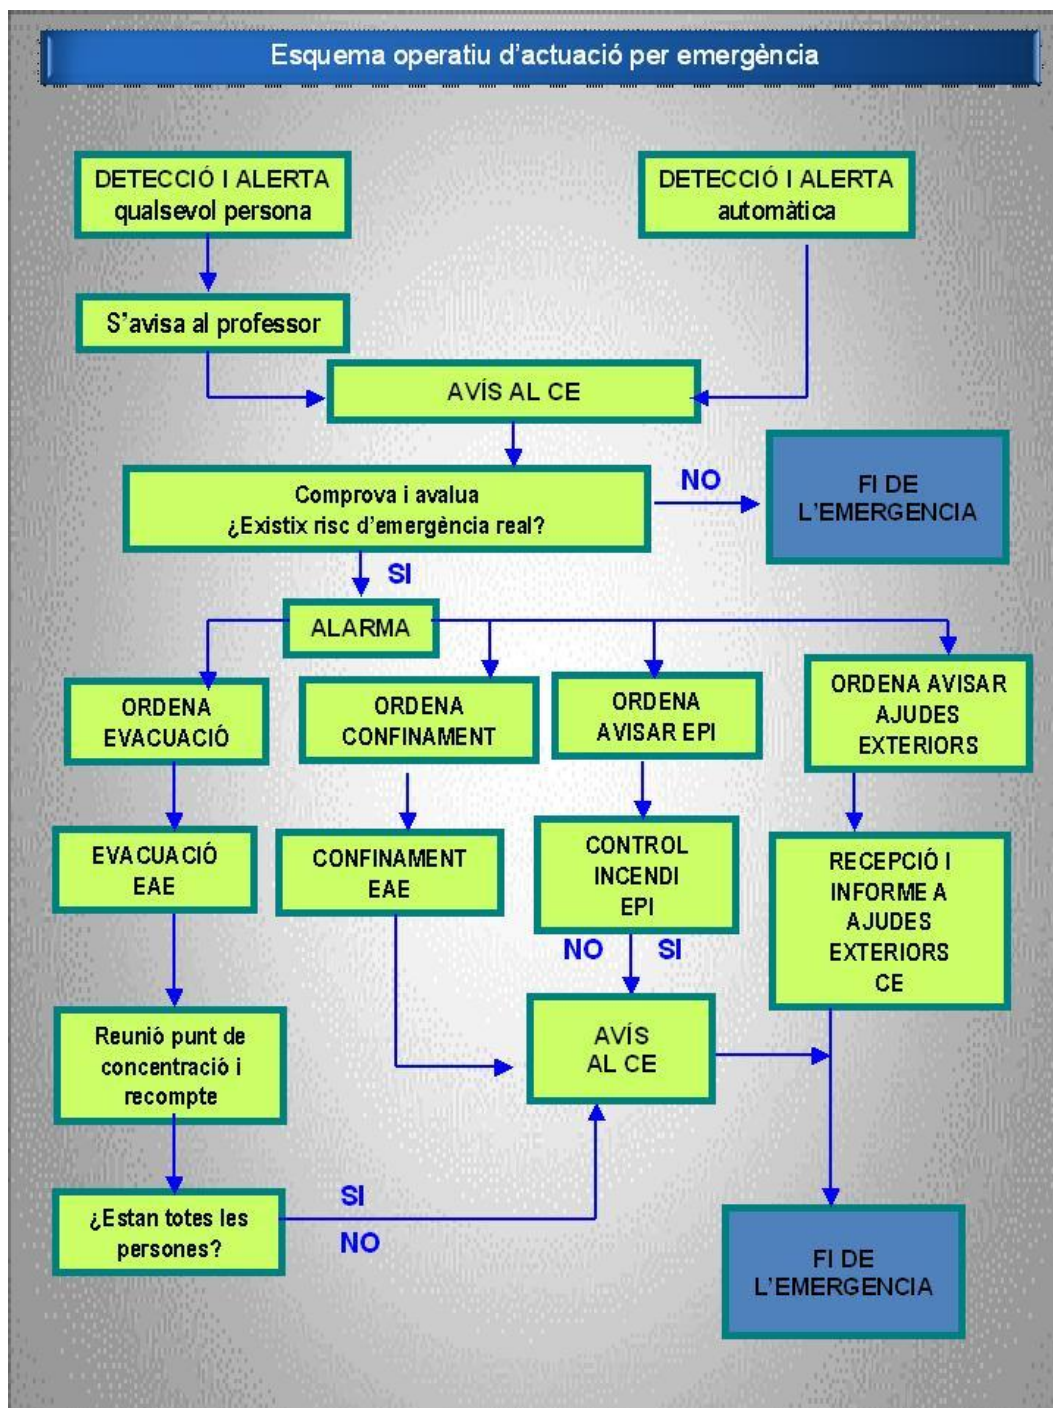 Esquema operatiu d'actuació per emergència
DETECCIÓ I ALERTA
qualsevol persona
DETECCIÓ I ALERTA
automàtica
S'avisa al professor
AVÍS AL CE
Comprova i avalua
¿Existix risc d'emergència real?
NO
FI DE
L'EMERGENCIA
SI
ALARMA
ORDENA
EVACUACIÓ
ORDENA
CONFINAMENT
ORDENA
AVISAR EPI
ORDENA AVISAR
AJUDES
EXTERIORS
EVACUACIÓ
EAE
CONFINAMENT
EAE
CONTROL
INCENDI
EPI
RECEPCIÓ I
INFORME A
AJUDES
EXTERIORS
CE
NO SI
Reunió punt de
concentració i
recompte
AVÍS
AL CE
¿Estan totes les
persones?
SI
NO
FI DE
L'EMERGENCIA